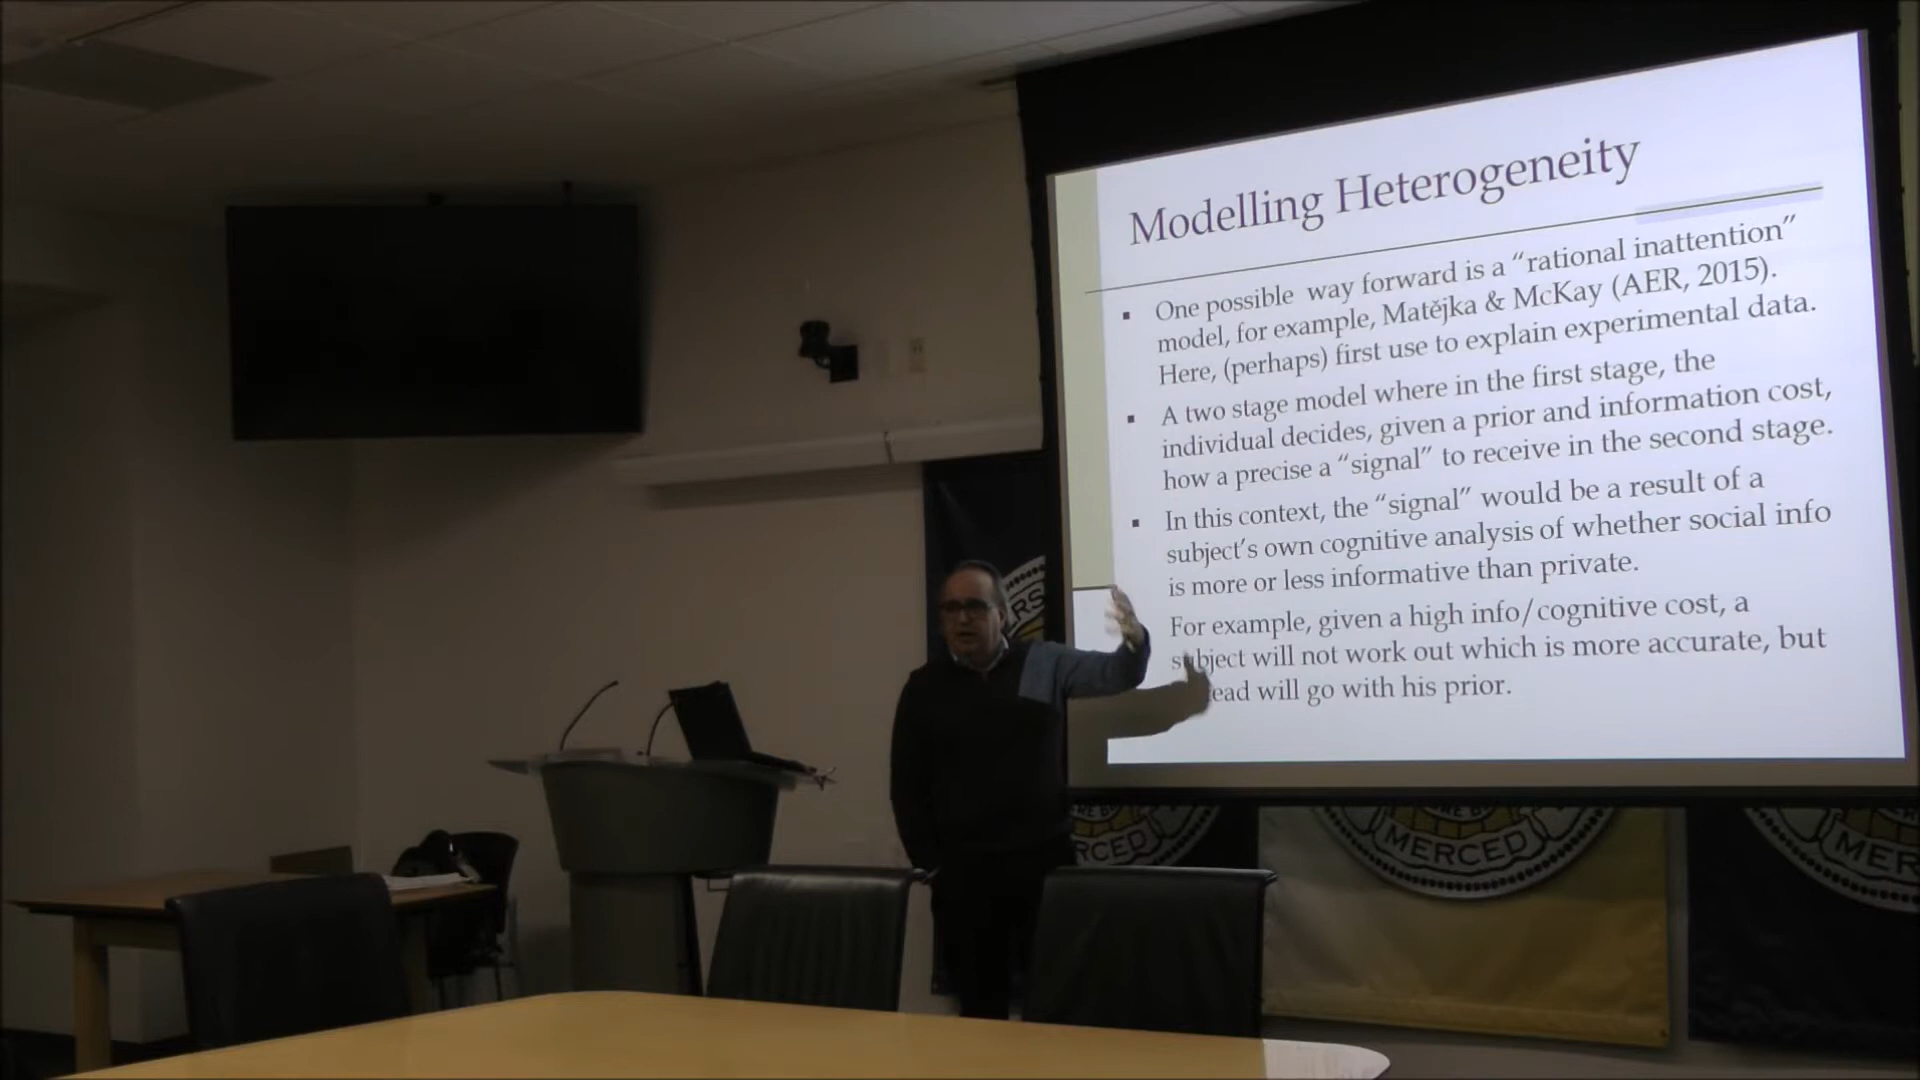 Modelling Heterogeneity
▪ One possible way forward is a “rational inattention”
model, for example, Matějka & McKay (AER, 2015).
Here, (perhaps) first use to explain experimental data.
▪ A two stage model where in the first stage, the
individual decides, given a prior and information cost,
how a precise a “signal” to receive in the second stage.
▪ In this context, the “signal” would be a result of a
subject's own cognitive analysis of whether social info
is more or less informative than private.
For example, given a high info/cognitive cost, a
subject will not work out which is more accurate, but
ead will go with his prior.
ERS
RCED
MERCED
MER